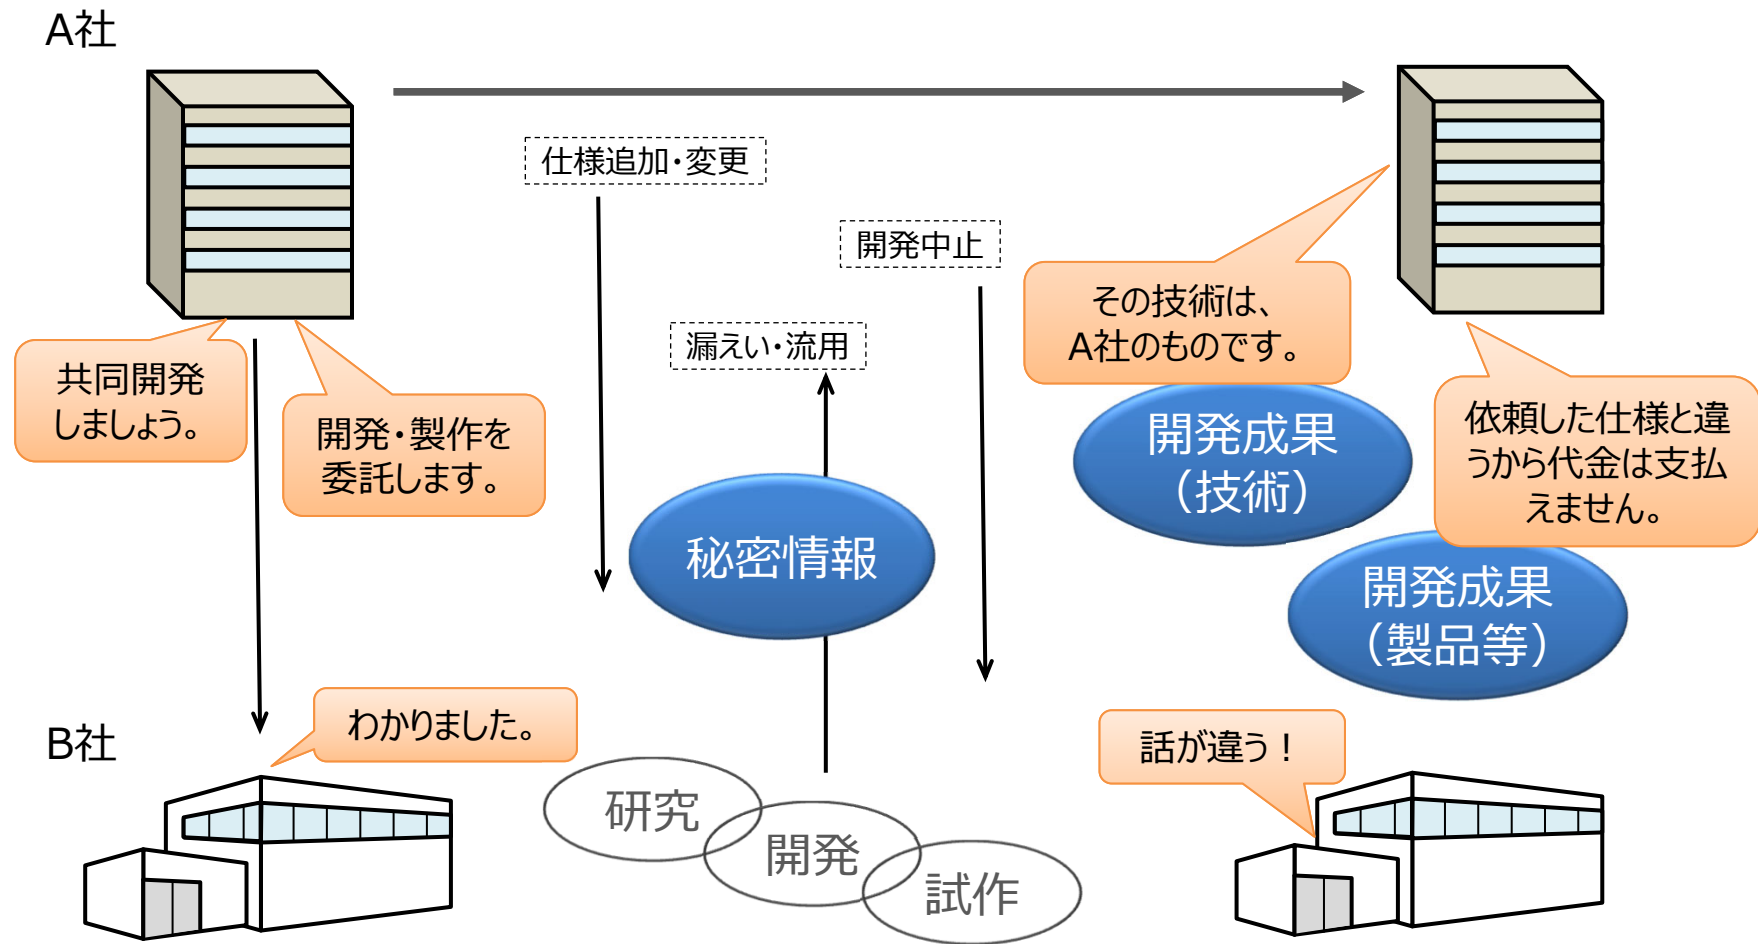 A社
仕様追加・変更
開発中止
漏えい・流用
共同開発
しましょう。
開発・製作を
委託します。
その技術は、
A社のものです。
開発成果
（技術）
依頼した仕様と違
うから代金は支払
えません。
秘密情報
開発成果
（製品等）
B社
わかりました。
話が違う！
研究
開発
試作